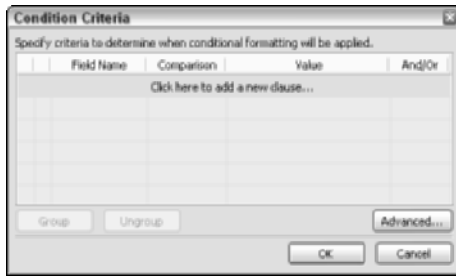 Condition Criteria
Specify criteria to determine when conditional formatting will be applied.
Field Name Comparison Value And/Or
Click here to add a new clause...
Group Ungroup Advanced...
OK Cancel